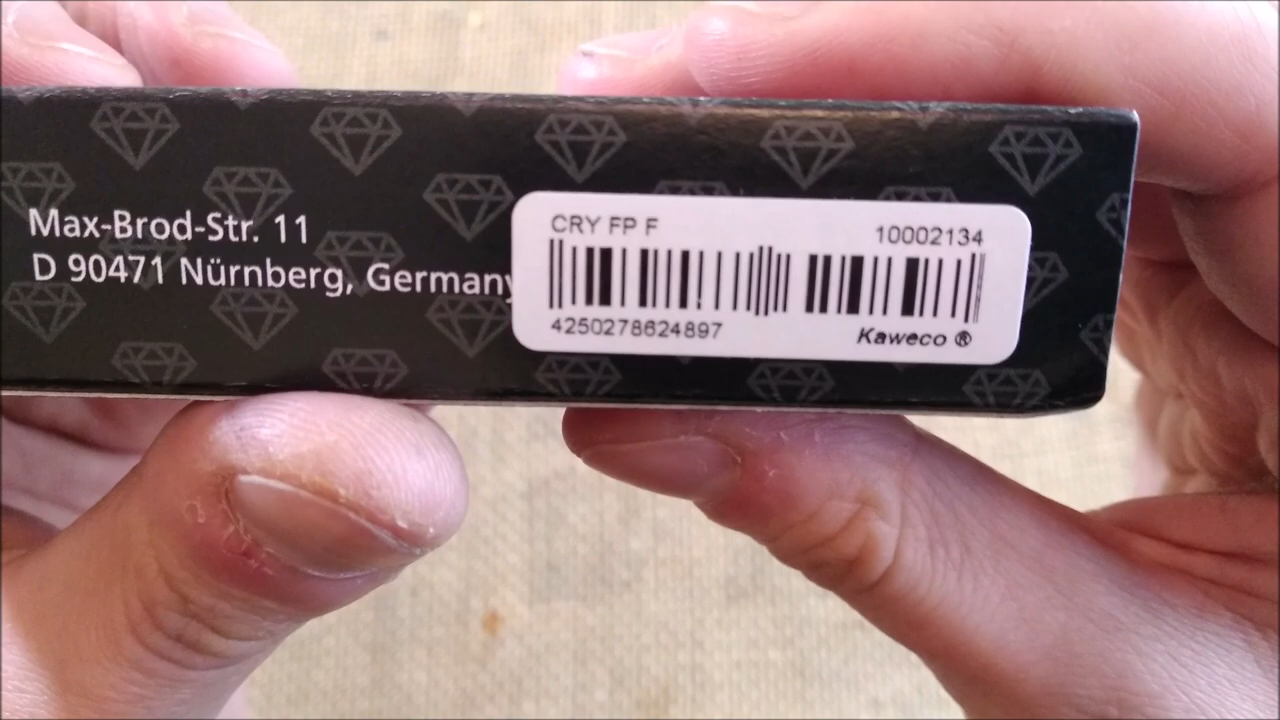 Max-Brod-Str. 11
D 90471 Nürnberg, Germany
CRY FP F
10002134
4250278624897
Kaweco ®